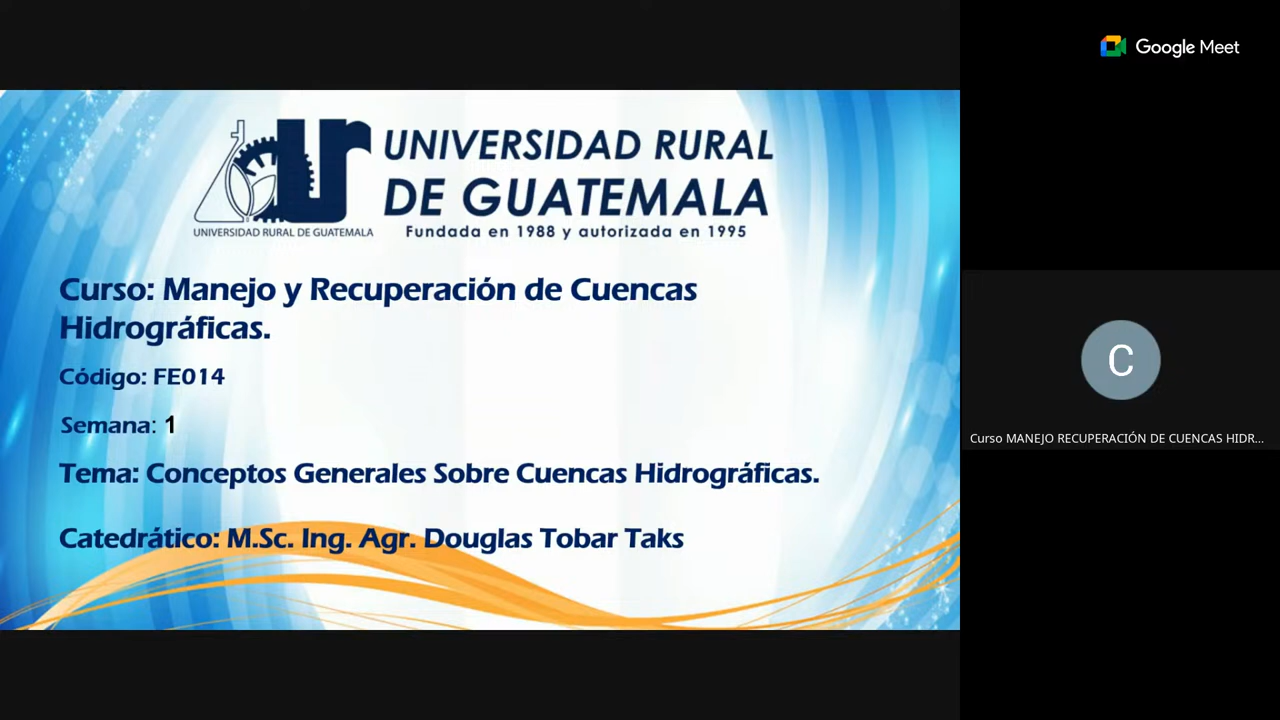 Google Meet
UNIVERSIDAD RURAL
DE GUATEMALA
UNIVERSIDAD RURAL DE GUATEMALA
Fundada en 1988 y autorizada en 1995
Curso: Manejo y Recuperación de Cuencas
Hidrográficas.
Código: FE014
Semana: 1
Tema: Conceptos Generales Sobre Cuencas Hidrográficas.
Catedrático: M.Sc. Ing. Agr. Douglas Tobar Taks
C
Curso MANEJO RECUPERACIÓN DE CUENCAS HIDR...